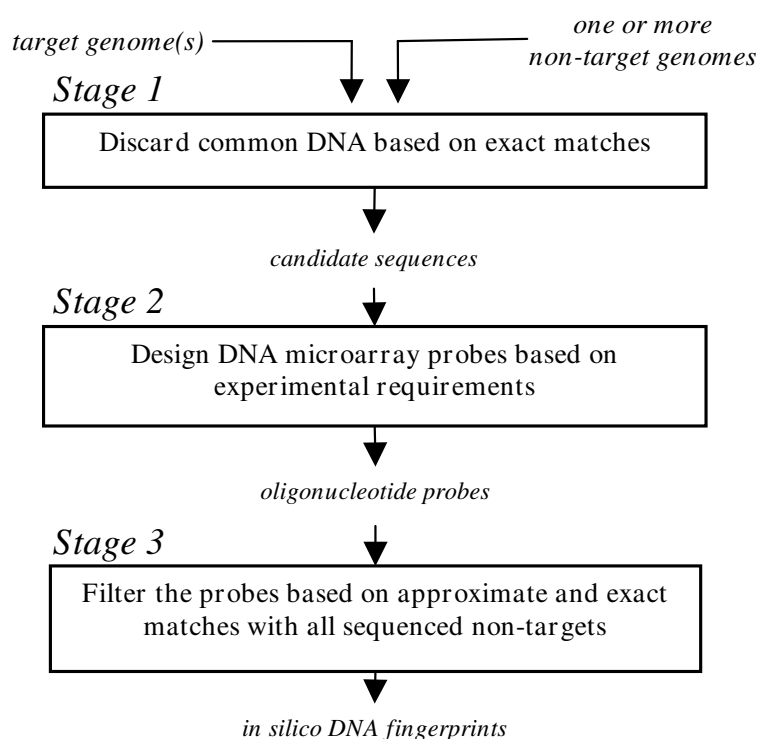 target genome(s)
one or more
non-target genomes
Stage 1
Discard common DNA based on exact matches
candidate sequences
Stage 2
Design DNA microarray probes based on
experimental requirements
oligonucleotide probes
Stage 3
Filter the probes based on approximate and exact
matches with all sequenced non-targets
in silico DNA fingerprints